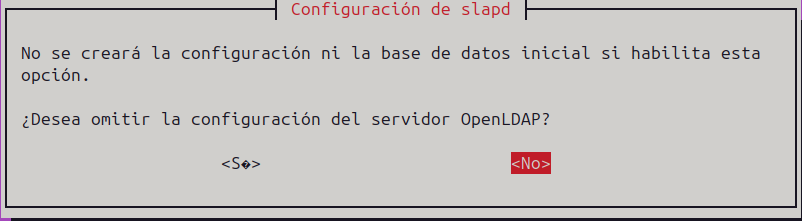 Configuración de slapd
No se creará la configuración ni la base de datos inicial si habilita esta
opción.
¿Desea omitir la configuración del servidor OpenLDAP?
<S�> <No>